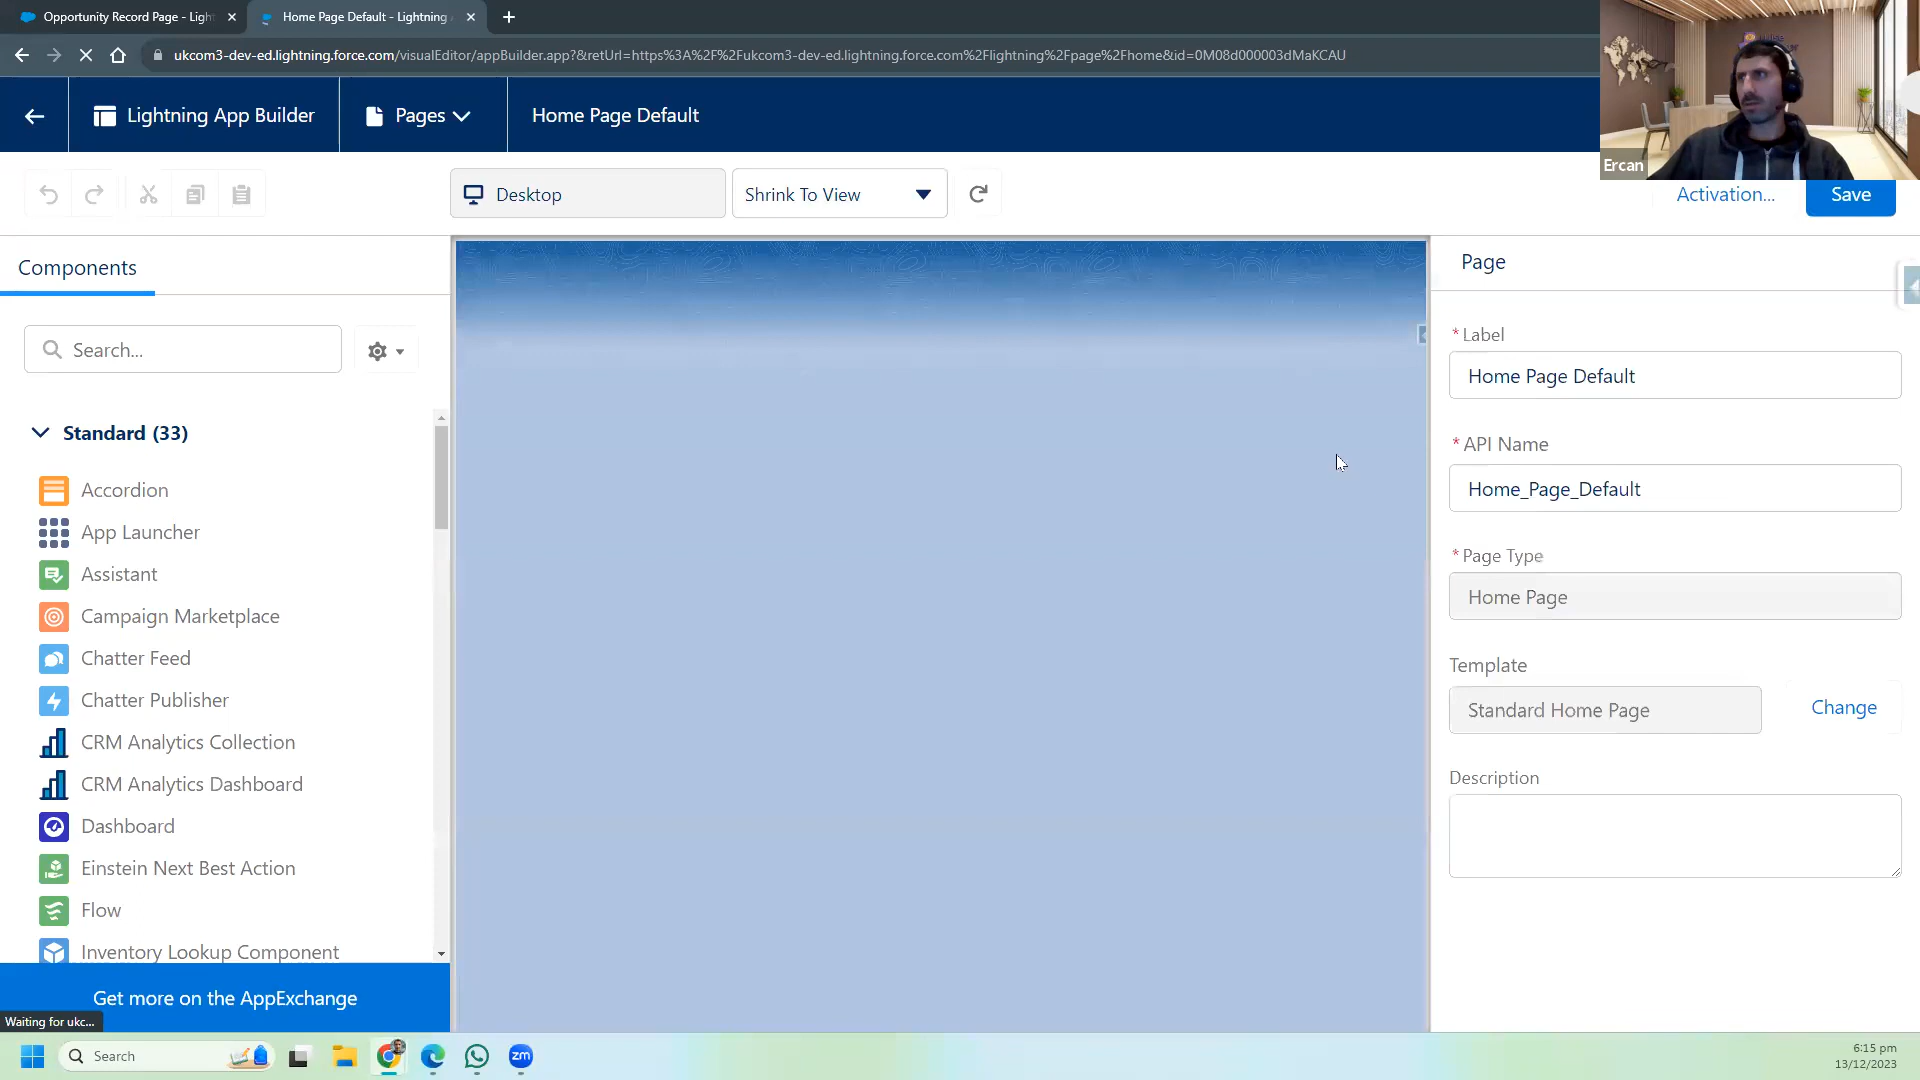 Opportunity Record Page - Ligh
Home Page Default - Lightning
ukcom3-dev-ed.lightning.force.com/visualEditor/appBuilder.app?&retUrl=https%3A%2F%2Fukcom3-dev-ed.lightning.force.com%2Flightning%2Fpage%2Fhome&id=0M08d000003dMaKCAU
Lightning App Builder
Pages
Home Page Default
Ercan
Desktop
Shrink To View
Activation...
Save
Components
Page
Search...
*Label
Home Page Default
Standard (33)
*API Name
Home_Page_Default
Accordion
App Launcher
Assistant
*Page Type
Home Page
Campaign Marketplace
Chatter Feed
Template
Chatter Publisher
Standard Home Page
Change
CRM Analytics Collection
CRM Analytics Dashboard
Description
Dashboard
Einstein Next Best Action
Flow
Inventory Lookup Component
Get more on the AppExchange
Waiting for ukc...
Search
zm
6:15 pm
13/12/2023